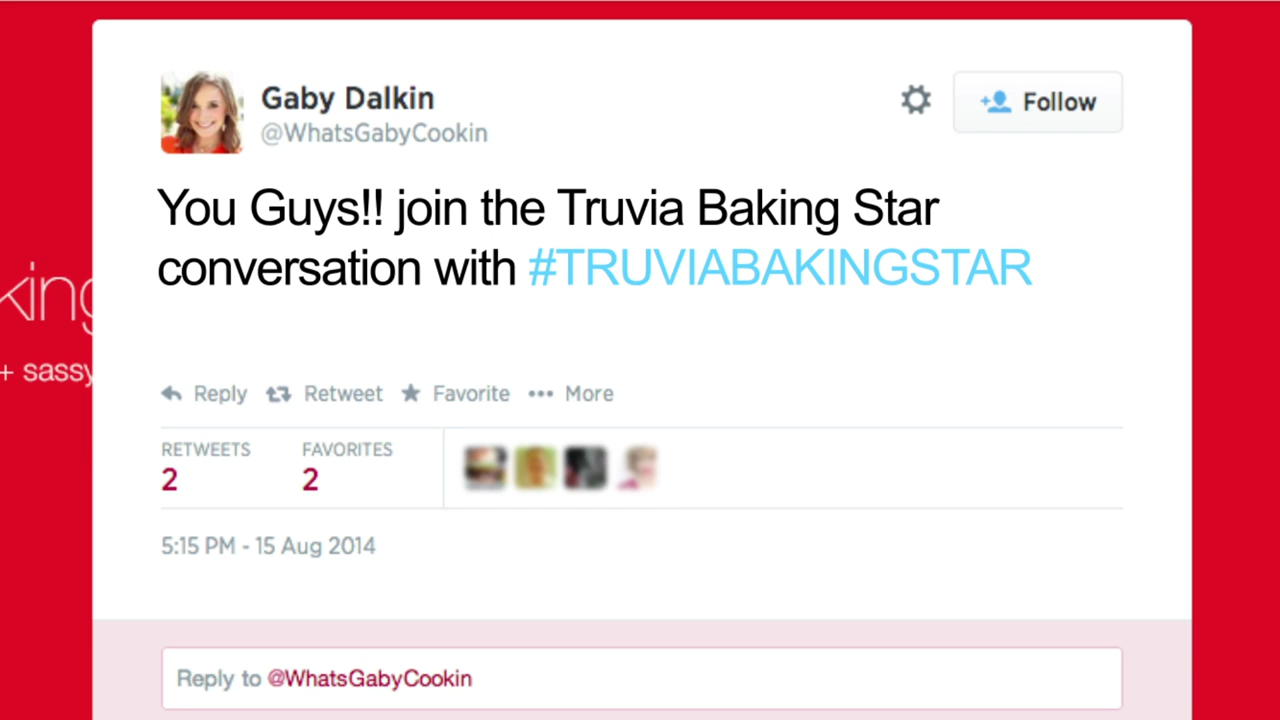 Gaby Dalkin
@WhatsGabyCookin
Follow
You Guys!! join the Truvia Baking Star
conversation with #TRUVIABAKINGSTAR
king
+ sassy
Reply Retweet Favorite ••• More
RETWEETS FAVORITES
2 2
5:15 PM - 15 Aug 2014
Reply to @WhatsGabyCookin